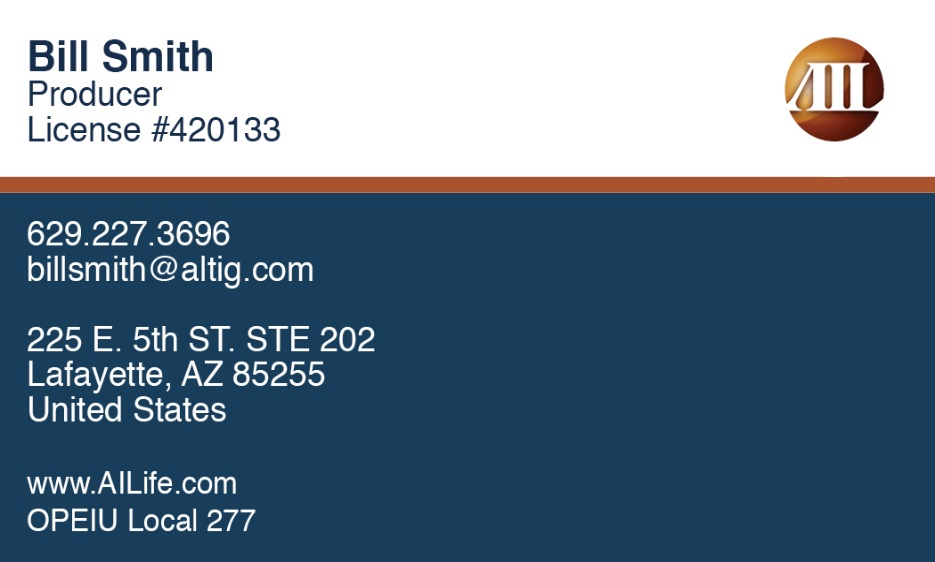 Bill Smith
Producer
License #420133
AIL
629.227.3696
billsmith@altig.com
225 E. 5th ST. STE 202
Lafayette, AZ 85255
United States
www.AILife.com
OPEIU Local 277